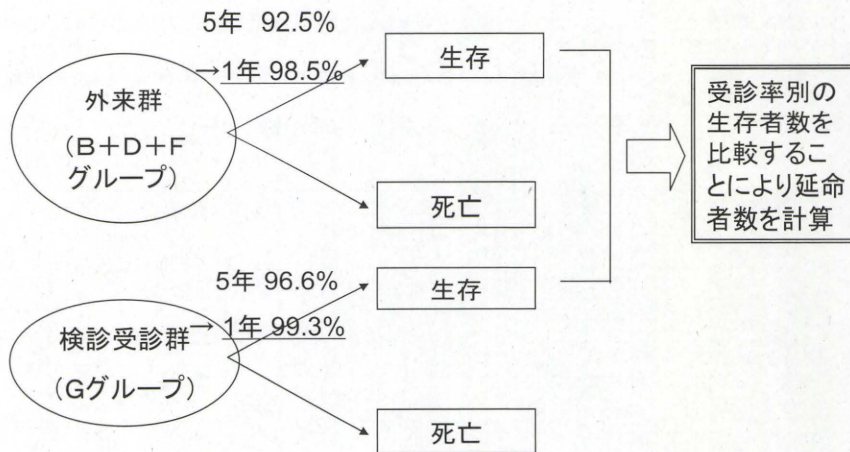 5年 92.5%
→1年 98.5%
外来群
(B+D+F
グループ)
生存
死亡
5年 96.6%
→ 1年 99.3%
検診受診群
(Gグループ)
生存
死亡
受診率別の
生存者数を
比較するこ
とにより延命
者数を計算